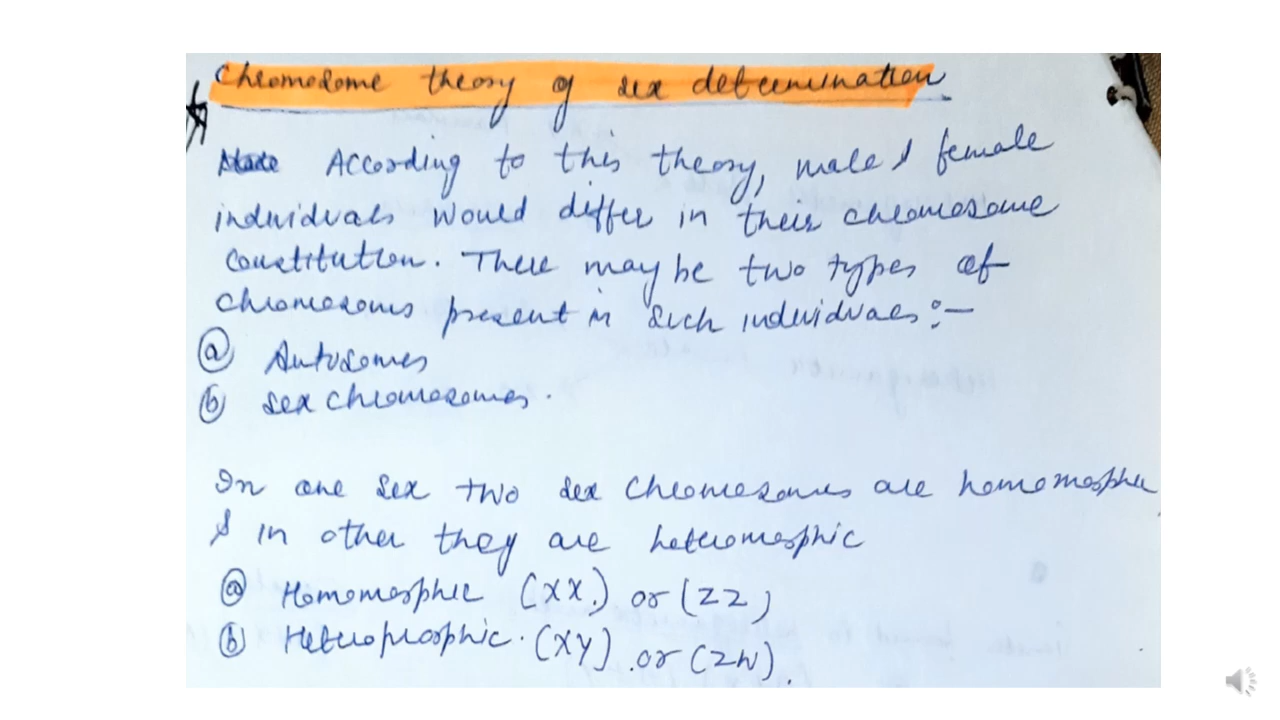 Chromosome theory of sex determination
According to this theory, male & female
individuals would differ in their chromosome
constitution. There may be two types of
chromosoms present in such individuals :-
(a) Autosomes
(b) sex chromosomes.
In one sex two sex chromosomes are homomorphic
& in other they are heteromorphic
(a) Homomorphic (XX) or (ZZ)
(b) Heteromorphic. (XY) or (ZW).